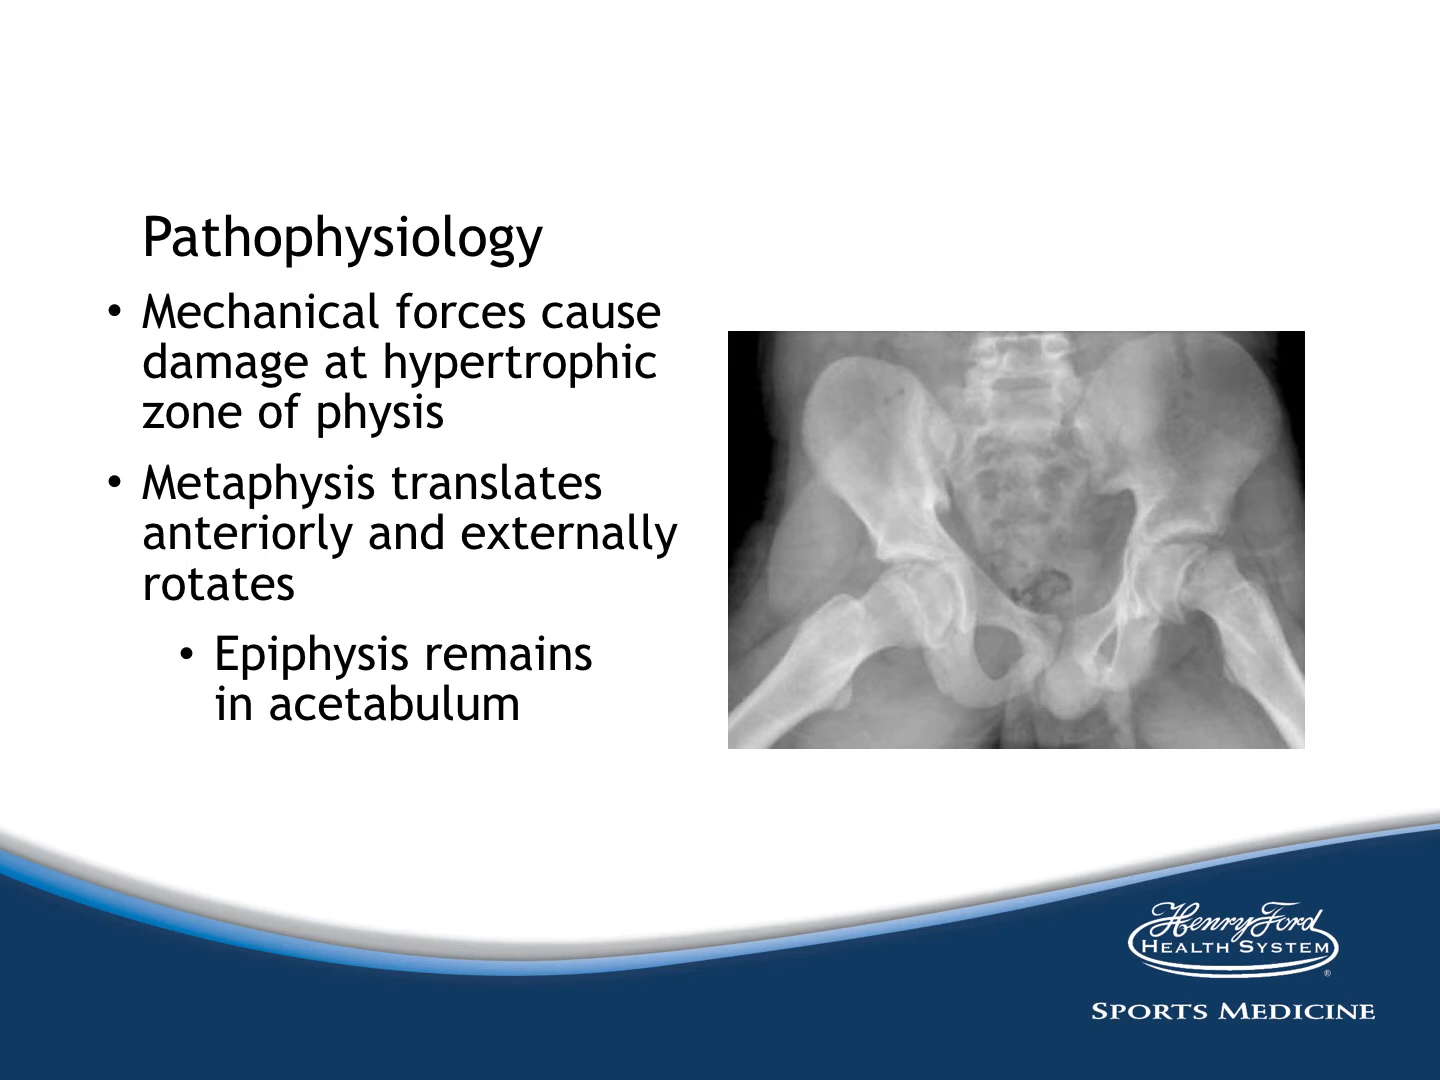 Pathophysiology
• Mechanical forces cause
damage at hypertrophic
zone of physis
• Metaphysis translates
anteriorly and externally
rotates
• Epiphysis remains
in acetabulum
Henry Ford
HEALTH SYSTEM
®
SPORTS MEDICINE